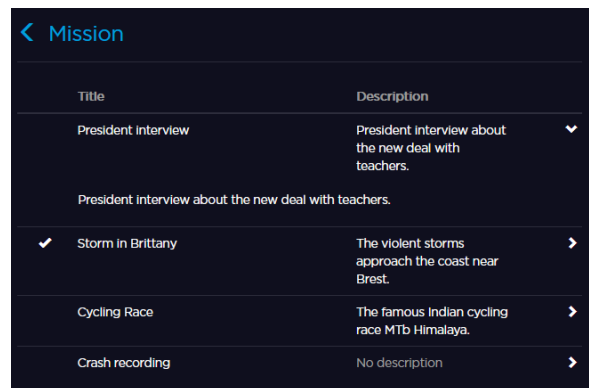 Mission
Title Description
President interview President interview about
the new deal with
teachers.
President interview about the new deal with teachers.
Storm in Brittany The violent storms
approach the coast near
Brest.
Cycling Race The famous Indian cycling
race MTb Himalaya.
Crash recording No description